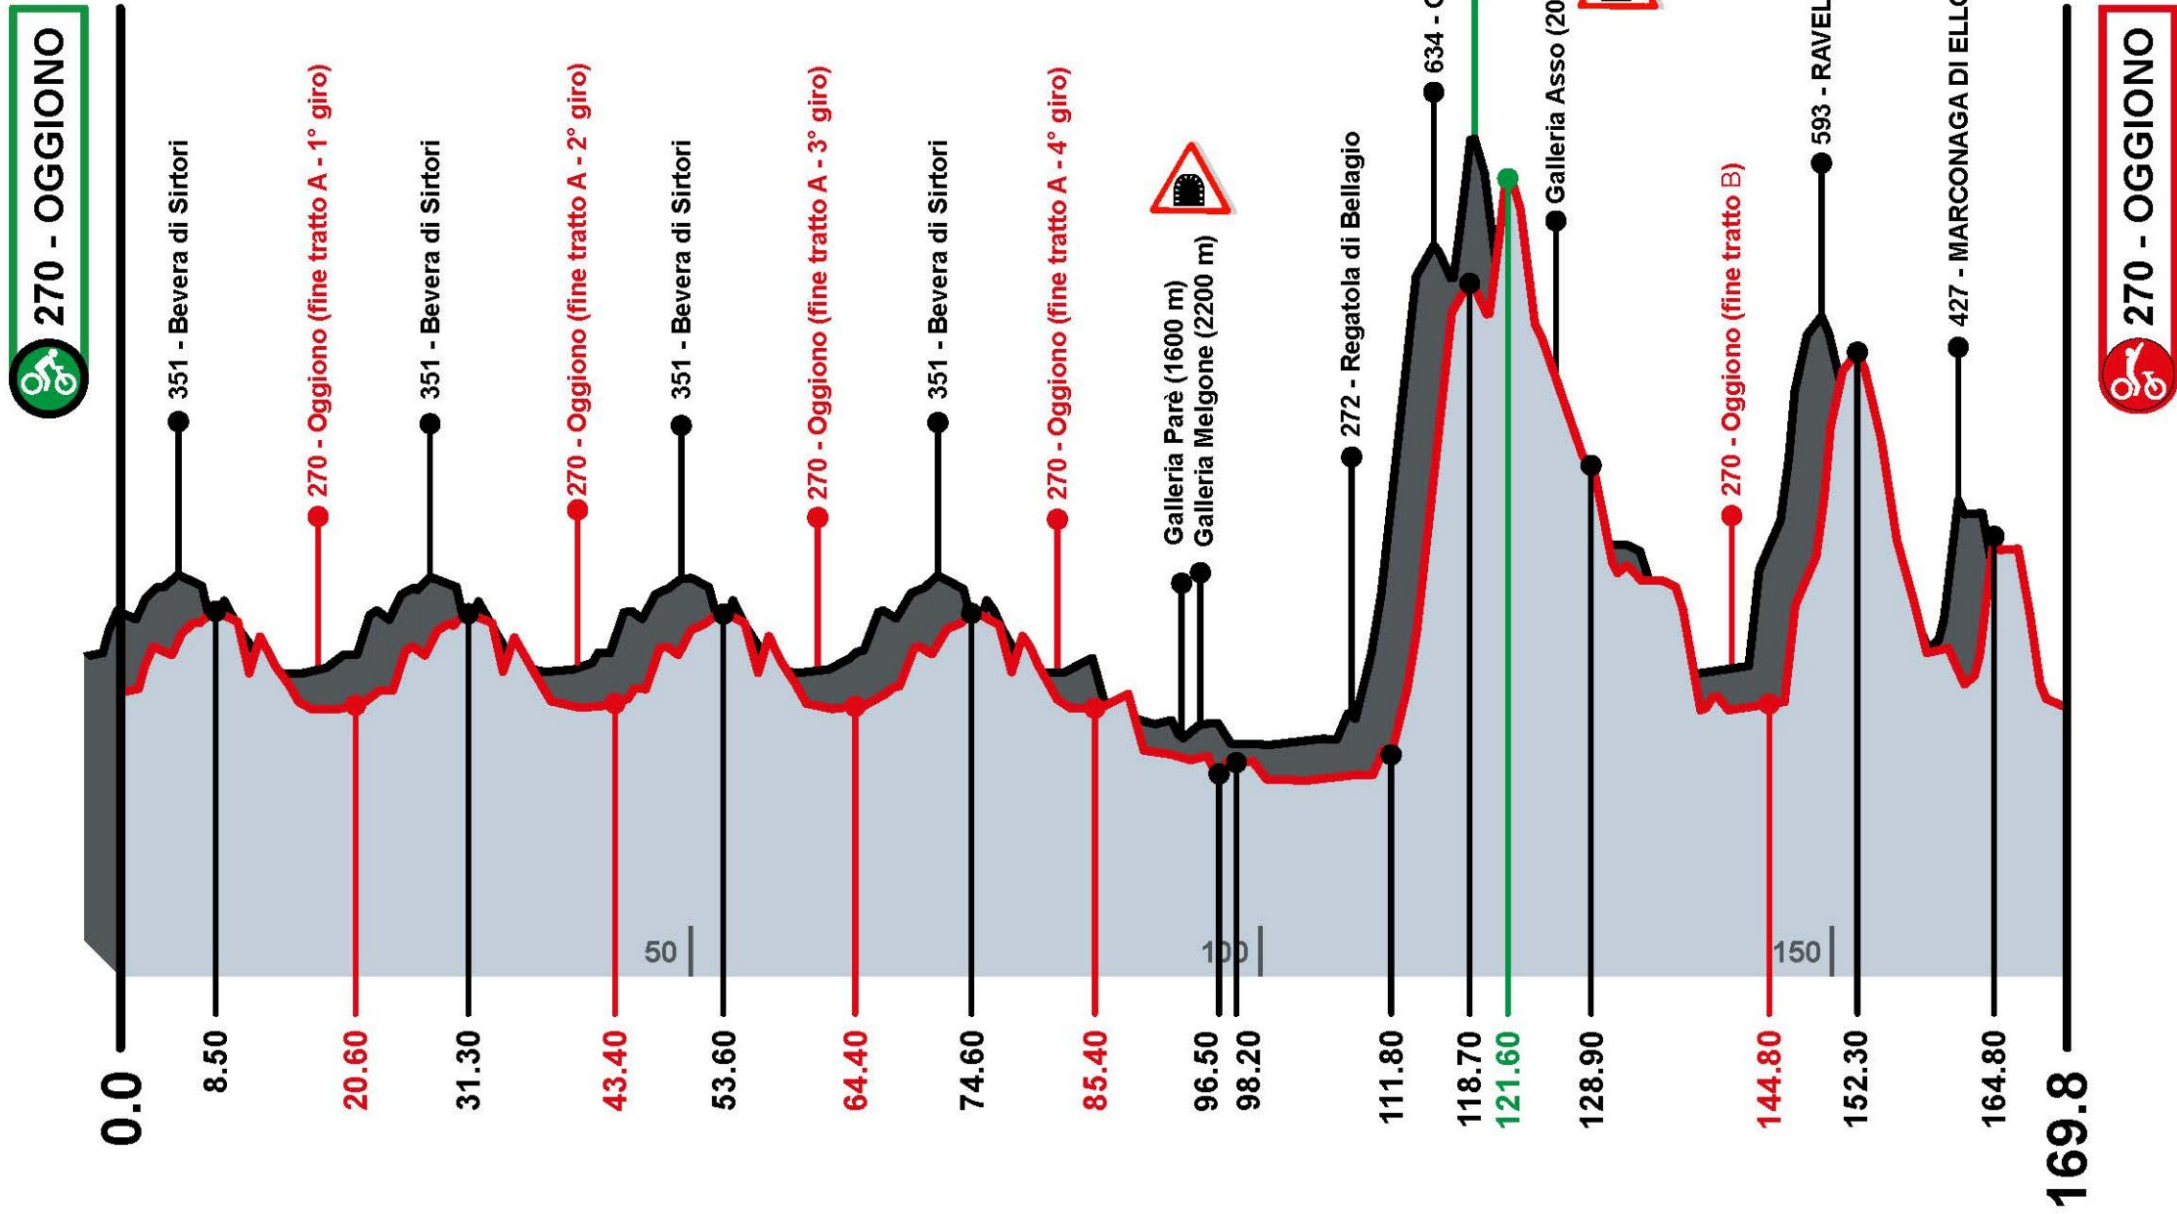 270 - OGGIONO
351 - Bevera di Sirtori
270 - Oggiono (fine tratto A - 1° giro)
351 - Bevera di Sirtori
270 - Oggiono (fine tratto A - 2° giro)
351 - Bevera di Sirtori
270 - Oggiono (fine tratto A - 3° giro)
351 - Bevera di Sirtori
270 - Oggiono (fine tratto A - 4° giro)
Galleria Parè (1600 m)
Galleria Melgone (2200 m)
272 - Regatola di Bellagio
634 -
Galleria Asso
270 - Oggiono (fine tratto B)
593 -
427 - MARCONAGA DI
270 - OGGIONO
50
100
150
0.0
8.50
20.60
31.30
43.40
53.60
64.40
74.60
85.40
96.50
98.20
111.80
118.70
121.60
128.90
144.80
152.30
164.80
169.8